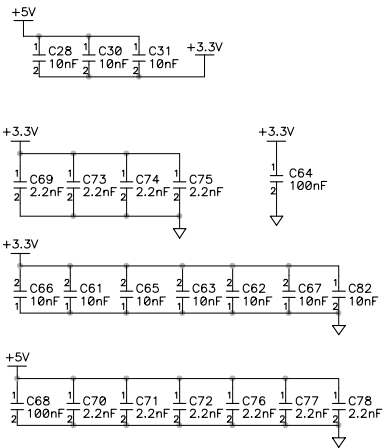 +5V
1 C28 1 C30 1 C31 +3.3V
2 10nF 2 10nF 2 10nF
+3.3V +3.3V
1 C69 1 C73 1 C74 1 C75 1 C64
2 2.2nF 2 2.2nF 2 2.2nF 2 2.2nF 2 100nF
+3.3V
2 C66 2 C61 2 C65 2 C63 2 C62 2 C67 1 C82
1 10nF 1 10nF 1 10nF 1 10nF 1 10nF 1 10nF 2 10nF
+5V
1 C68 1 C70 1 C71 1 C72 1 C76 1 C77 1 C78
2 100nF 2 2.2nF 2 2.2nF 2 2.2nF 2 2.2nF 2 2.2nF 2 2.2nF